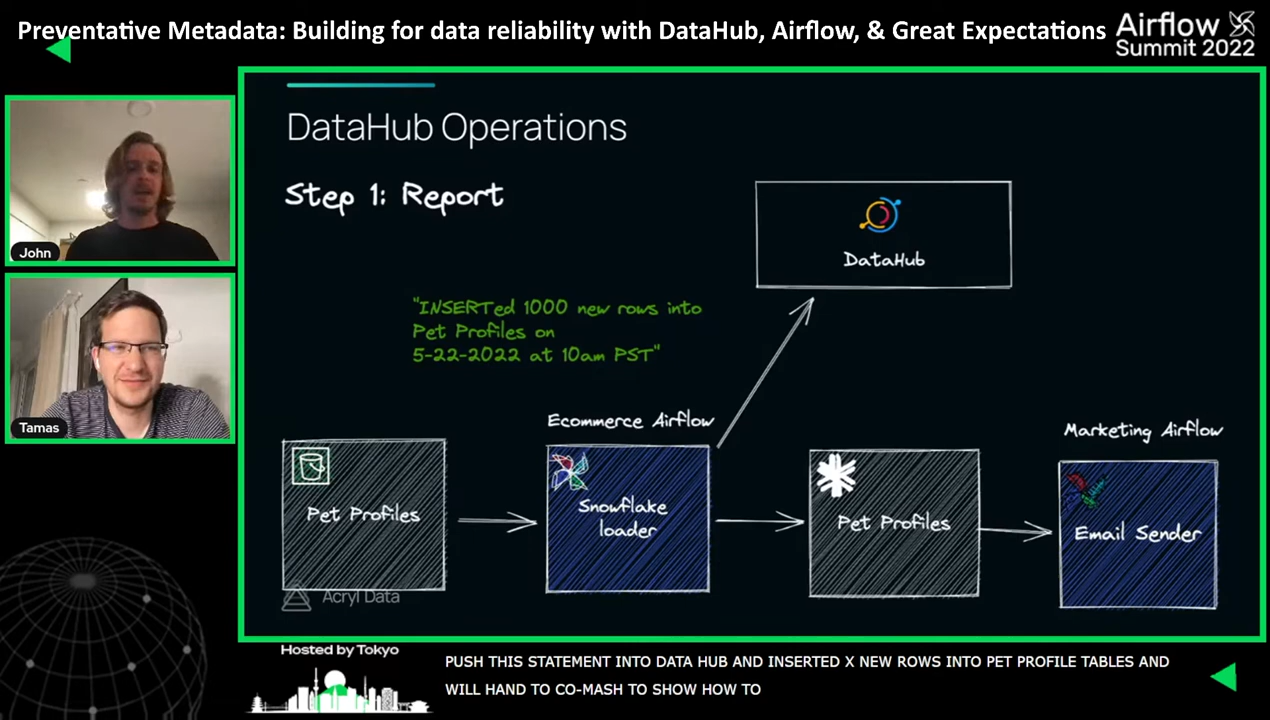 Preventative Metadata: Building for data reliability with DataHub, Airflow, & Great Expectations
Airflow
Summit 2022
John
Tamas
DataHub Operations
Step 1: Report
DataHub
"INSERTed 1000 new rows into
Pet Profiles on
5-22-2022 at 10am PST"
Ecommerce Airflow
Marketing Airflow
Pet Profiles
Snowflake
loader
Pet Profiles
Email Sender
Acryl Data
Hosted by Tokyo
PUSH THIS STATEMENT INTO DATA HUB AND INSERTED X NEW ROWS INTO PET PROFILE TABLES AND
WILL HAND TO CO-MASH TO SHOW HOW TO